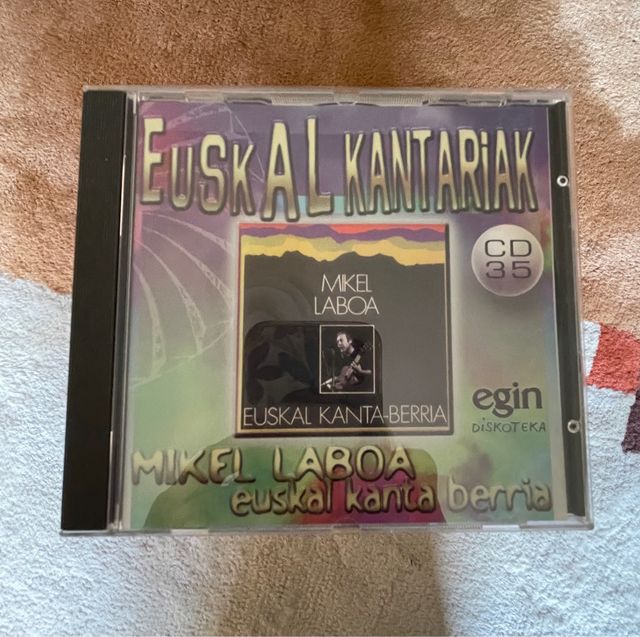 EUSKAL KANTARiAK
CD
35
MIKEL
LABOA
EUSKAL KANTA-BERRIA
egin
DiSKOTEKA
MIKEL LABOA
euskal kanta berria